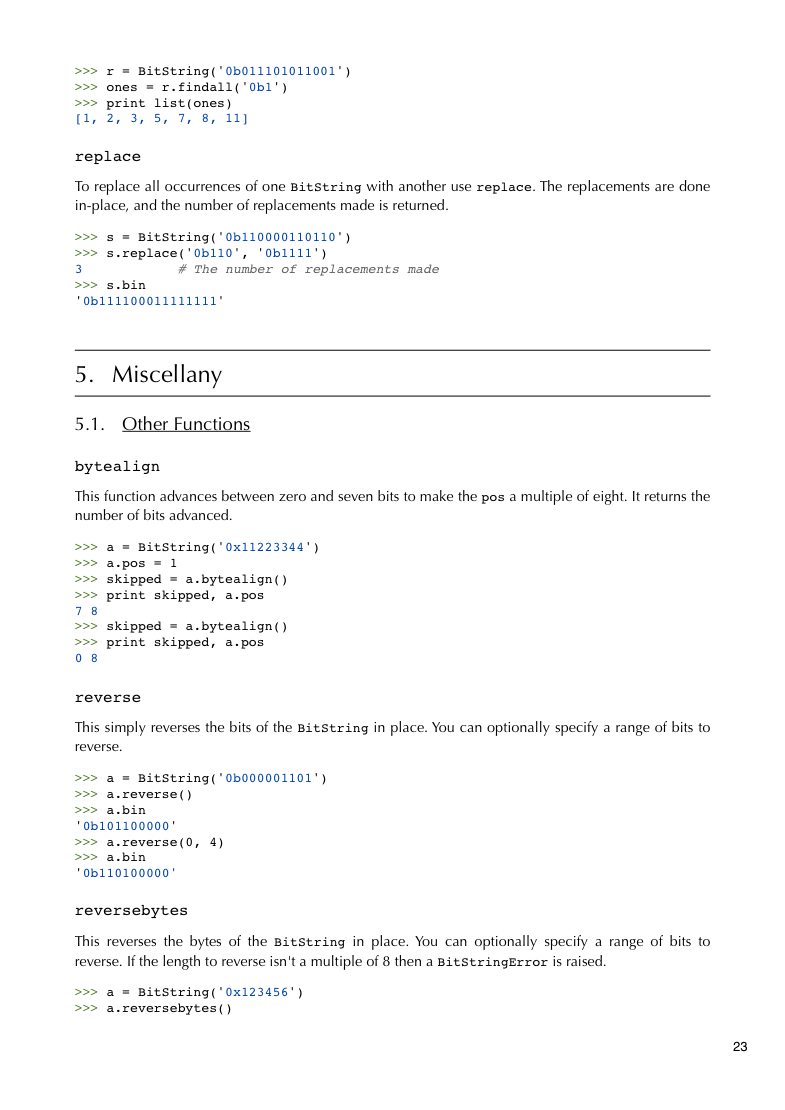 >>> r = BitString('0b011101011001')
>>> ones = r.findall('0b1')
>>> print list(ones)
[1, 2, 3, 5, 7, 8, 11]
replace
To replace all occurrences of one BitString with another use replace. The replacements are done
in-place, and the number of replacements made is returned.
>>> s = BitString('0b110000110110')
>>> s.replace('0b110', '0b1111')
3            # The number of replacements made
>>> s.bin
'0b111100011111111'
5. Miscellany
5.1. Other Functions
bytealign
This function advances between zero and seven bits to make the pos a multiple of eight. It returns the
number of bits advanced.
>>> a = BitString('0x11223344')
>>> a.pos = 1
>>> skipped = a.bytealign()
>>> print skipped, a.pos
7 8
>>> skipped = a.bytealign()
>>> print skipped, a.pos
0 8
reverse
This simply reverses the bits of the BitString in place. You can optionally specify a range of bits to
reverse.
>>> a = BitString('0b000001101')
>>> a.reverse()
>>> a.bin
'0b101100000'
>>> a.reverse(0, 4)
>>> a.bin
'0b110100000'
reversebytes
This reverses the bytes of the BitString in place. You can optionally specify a range of bits to
reverse. If the length to reverse isn't a multiple of 8 then a BitStringError is raised.
>>> a = BitString('0x123456')
>>> a.reversebytes()
23